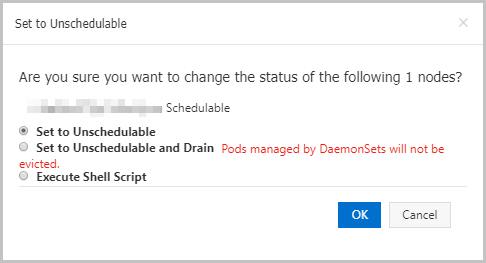 Set to Unschedulable
Are you sure you want to change the status of the following 1 nodes?
Schedulable
Set to Unschedulable
Set to Unschedulable and Drain Pods managed by DaemonSets will not be
evicted.
Execute Shell Script
OK Cancel